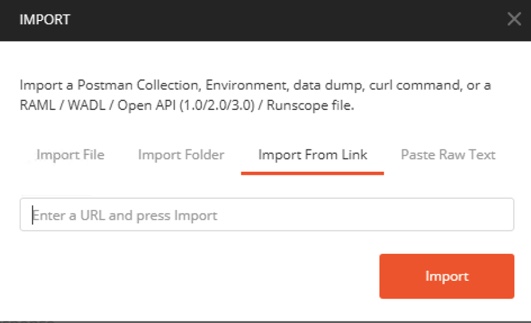 IMPORT
Import a Postman Collection, Environment, data dump, curl command, or a
RAML / WADL / Open API (1.0/2.0/3.0) / Runscope file.
Import File Import Folder Import From Link Paste Raw Text
Enter a URL and press Import
Import